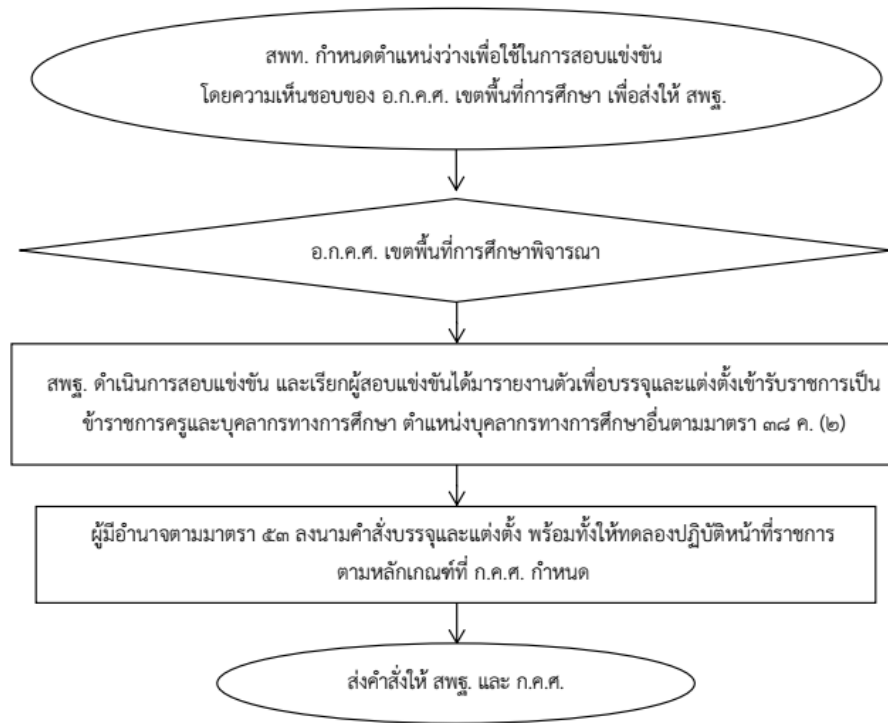 สพท. กำหนดตำแหน่งว่างเพื่อใช้ในการสอบแข่งขัน
โดยความเห็นชอบของ อ.ก.ค.ศ. เขตพื้นที่การศึกษา เพื่อส่งให้ สพฐ.
อ.ก.ค.ศ. เขตพื้นที่การศึกษาพิจารณา
สพฐ. ดำเนินการสอบแข่งขัน และเรียกผู้สอบแข่งขันได้มารายงานตัวเพื่อบรรจุและแต่งตั้งเข้ารับราชการเป็น
ข้าราชการครูและบุคลากรทางการศึกษา ตำแหน่งบุคลากรทางการศึกษาอื่นตามมาตรา ๓๘ ค. (๒)
ผู้มีอำนาจตามมาตรา ๕๓ ลงนามคำสั่งบรรจุและแต่งตั้ง พร้อมทั้งให้ทดลองปฏิบัติหน้าที่ราชการ
ตามหลักเกณฑ์ที่ ก.ค.ศ. กำหนด
ส่งคำสั่งให้ สพฐ. และ ก.ค.ศ.